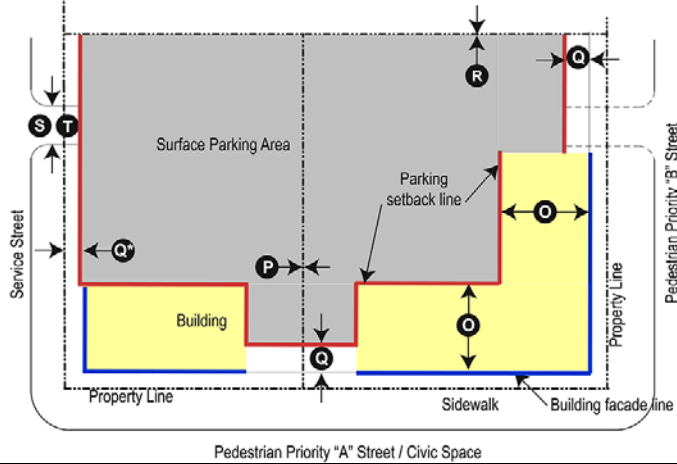 Q
R
S T
Surface Parking Area
Parking
setback line
O
Pedestrian Priority "B" Street
Service Street
Q"
P
Property Line
Building
O
Q
Property Line
Sidewalk
Building facade line
Pedestrian Priority "A" Street / Civic Space